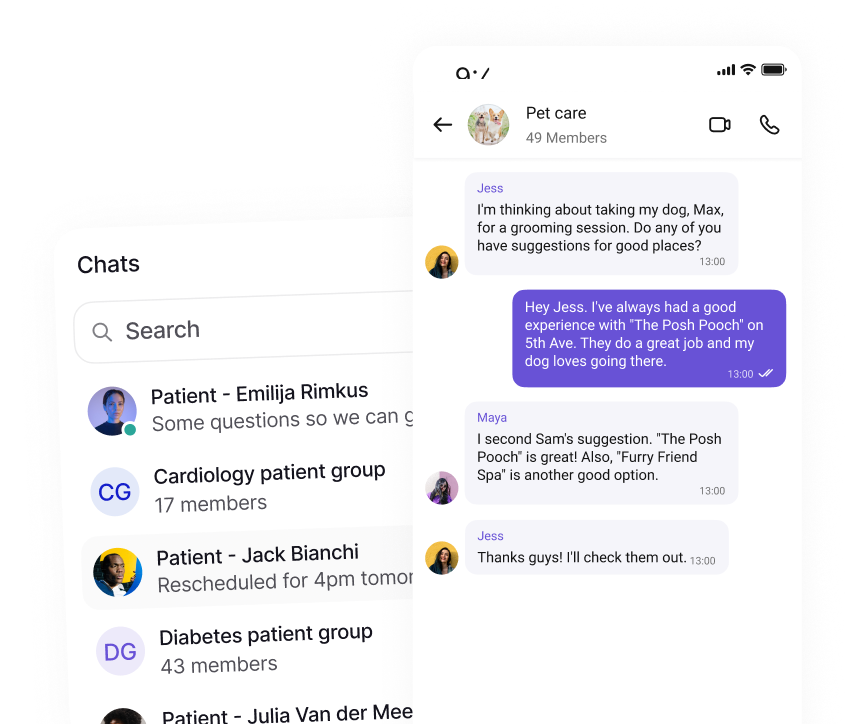 Chats
Search
Patient - Emilija Rimkus
Some questions so we can g
CG
Cardiology patient group
17 members
Patient - Jack Bianchi
Rescheduled for 4pm tomor
DG
Diabetes patient group
43 members
Patient - Julia Van der Mee
Pet care
49 Members
Jess
I'm thinking about taking my dog, Max,
for a grooming session. Do any of you
have suggestions for good places?
13:00
Hey Jess. I've always had a good
experience with "The Posh Pooch" on
5th Ave. They do a great job and my
dog loves going there.
13:00
Maya
I second Sam's suggestion. "The Posh
Pooch" is great! Also, "Furry Friend
Spa" is another good option.
13:00
Jess
Thanks guys! I'll check them out. 13:00